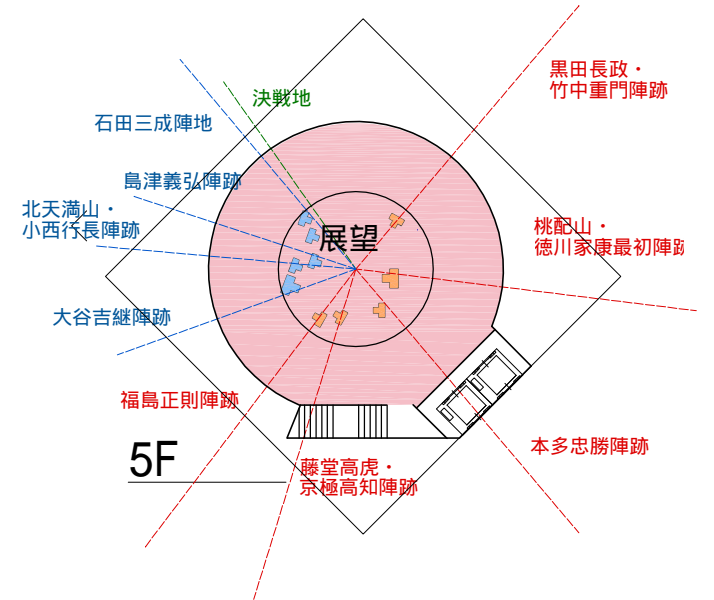 黒田長政・
竹中重門陣跡
決戦地
石田三成陣地
島津義弘陣跡
北天満山・
小西行長陣跡
展望
桃配山・
徳川家康最初陣跡
大谷吉継陣跡
福島正則陣跡
5F
藤堂高虎・
京極高知陣跡
本多忠勝陣跡